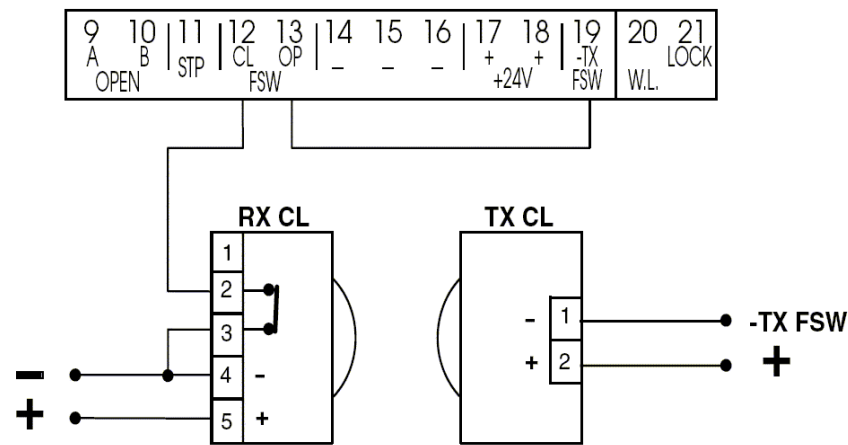 9 10 11 12 13 14 15 16 17 18 19 20 21
A B STP CL OP - - - + + -TX LOCK
OPEN FSW +24V FSW W.L.
RX CL TX CL
1
2
3
4 -
5 +
-
+
- 1 -TX FSW
+ 2 +